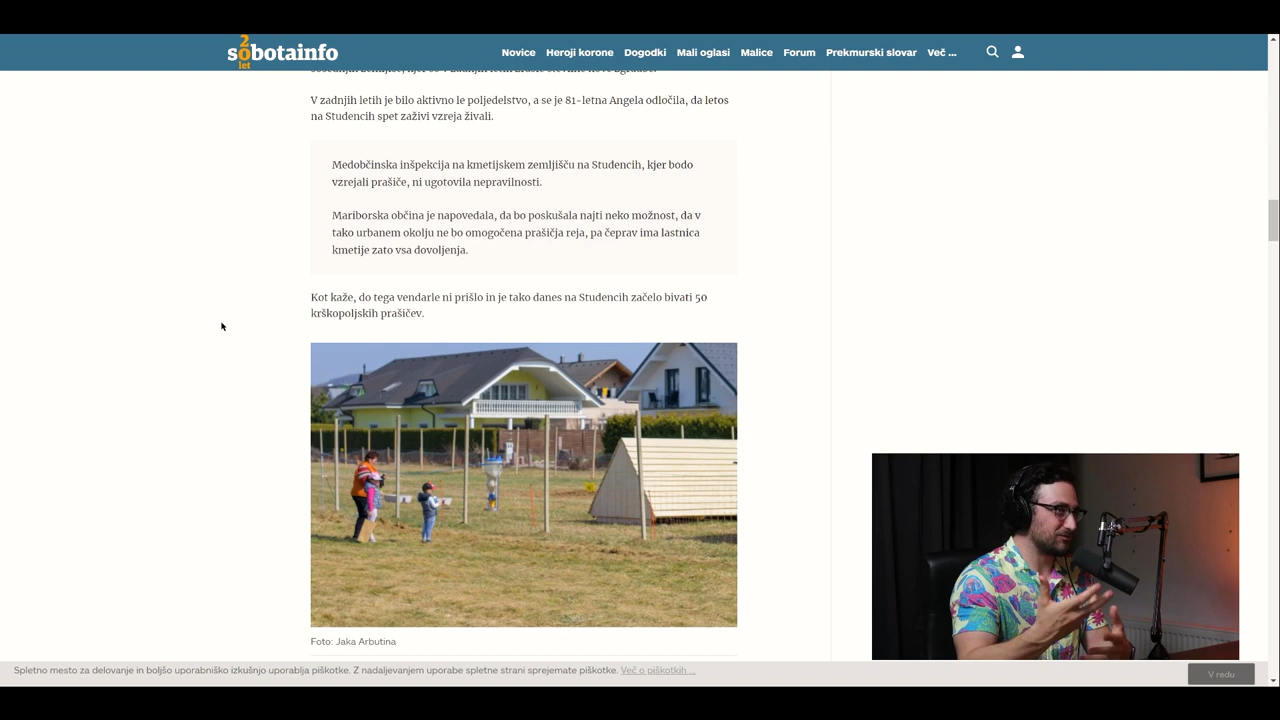 sobotainfo
20 let
Novice Heroji korone Dogodki Mali oglasi Malice Forum Prekmurski slovar Več ...
V zadnjih letih je bilo aktivno le poljedelstvo, a se je 81-letna Angela odločila, da letos
na Studencih spet zaživi vzreja živali.
Medobčinska inšpekcija na kmetijskem zemljišču na Studencih, kjer bodo
vzrejali prašiče, ni ugotovila nepravilnosti.
Mariborska občina je napovedala, da bo poskušala najti neko možnost, da v
tako urbanem okolju ne bo omogočena prašičja reja, pa čeprav ima lastnica
kmetije zato vsa dovoljenja.
Kot kaže, do tega vendarle ni prišlo in je tako danes na Studencih začelo bivati 50
krškopoljskih prašičev.
Foto: Jaka Arbutina
Spletno mesto za delovanje in boljšo uporabniško izkušnjo uporablja piškotke. Z nadaljevanjem uporabe spletne strani sprejemate piškotke. Več o piškotkih ...
V redu